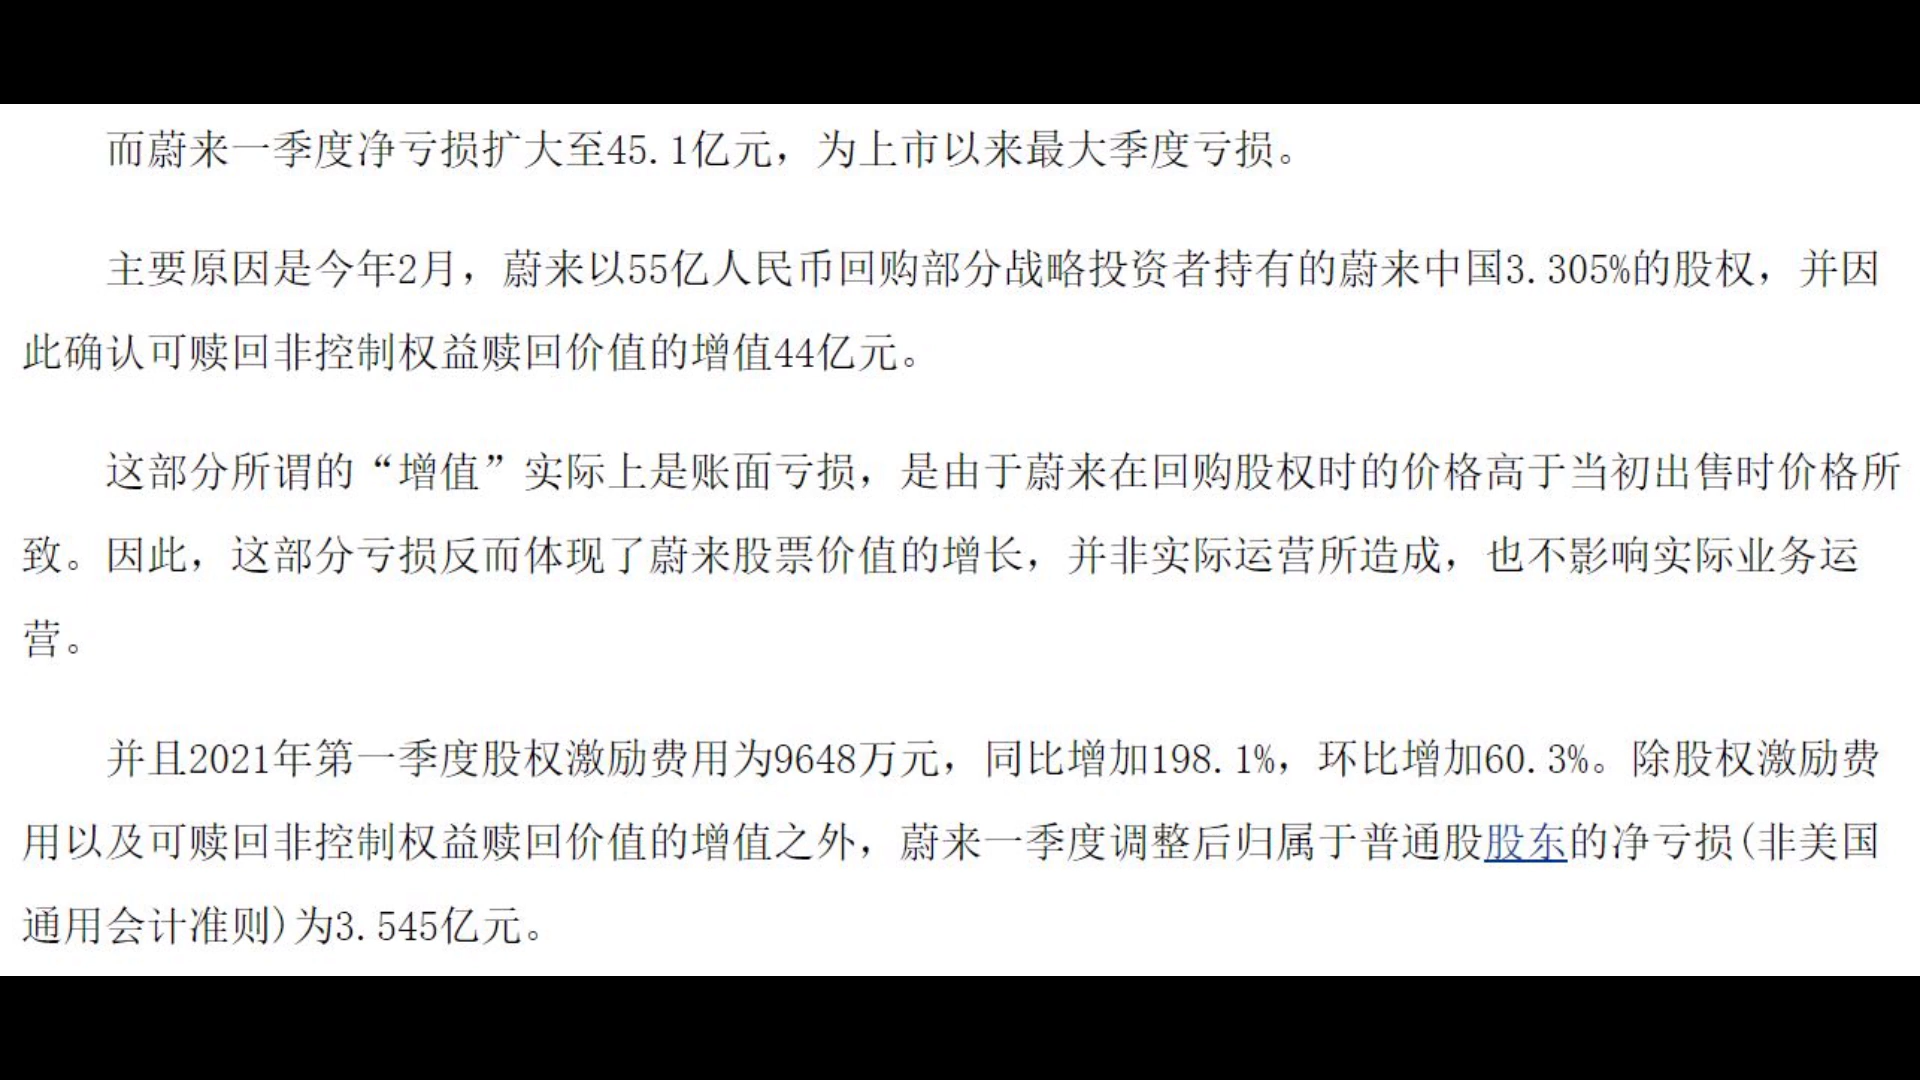 而蔚来一季度净亏损扩大至45.1亿元，为上市以来最大季度亏损。
主要原因是今年2月，蔚来以55亿人民币回购部分战略投资者持有的蔚来中国3.305%的股权，并因
此确认可赎回非控制权益赎回价值的增值44亿元。
这部分所谓的“增值”实际上是账面亏损，是由于蔚来在回购股权时的价格高于当初出售时价格所
致。因此，这部分亏损反而体现了蔚来股票价值的增长，并非实际运营所造成，也不影响实际业务运
营。
并且2021年第一季度股权激励费用为9648万元，同比增加198.1%，环比增加60.3%。除股权激励费
用以及可赎回非控制权益赎回价值的增值之外，蔚来一季度调整后归属于普通股股东的净亏损(非美国
通用会计准则)为3.545亿元。